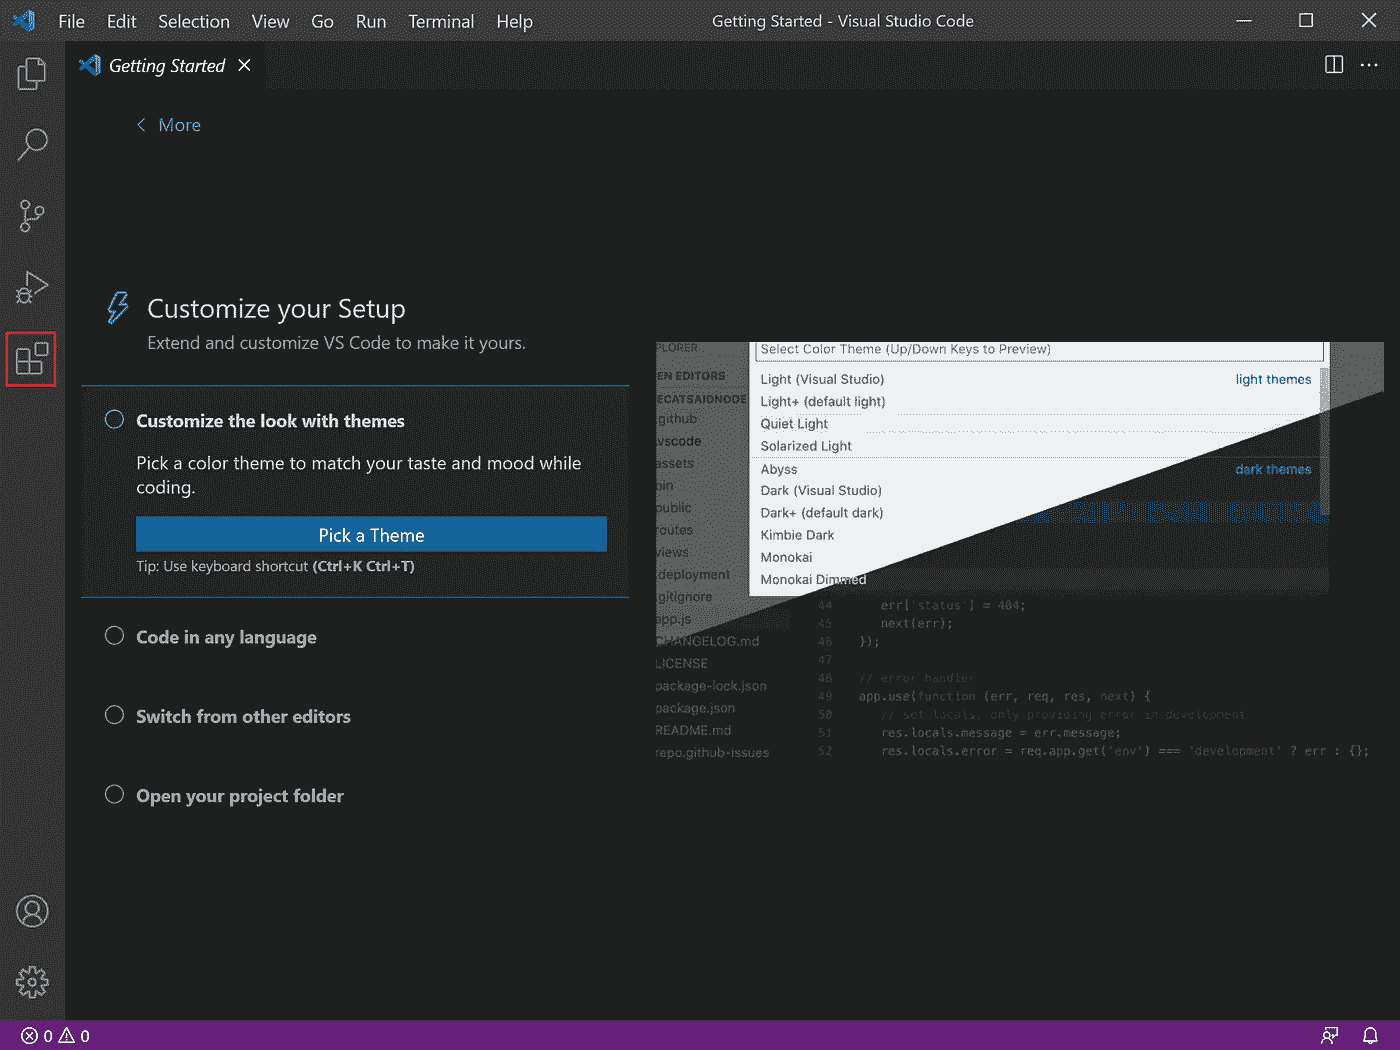 File Edit Selection View Go Run Terminal Help Getting Started - Visual Studio Code
Getting Started
More
Customize your Setup
Extend and customize VS Code to make it yours.
Customize the look with themes
Pick a color theme to match your taste and mood while
coding.
Pick a Theme
Tip: Use keyboard shortcut (Ctrl+K Ctrl+T)
Code in any language
Switch from other editors
Open your project folder
PLORER
EN EDITORS
ECATSAIDNODE
.github
.vscode
assets
bin
public
routes
views
.deployment
.gitignore
app.js
CHANGELOG.md
LICENSE
package-lock.json
package.json
README.md
repo.github-issues
Select Color Theme (Up/Down Keys to Preview)
Light (Visual Studio) light themes
Light+ (default light)
Quiet Light
Solarized Light
Abyss dark themes
Dark (Visual Studio)
Dark+ (default dark)
Kimbie Dark
Monokai
Monokai Dimmed
44 err['status'] = 404;
45 next(err);
46 });
47
48 // error handler
49 app.use(function (err, req, res, next) {
50 // set locals, only providing error in development
51 res.locals.message = err.message;
52 res.locals.error = req.app.get('env') === 'development' ? err : {};
0 0